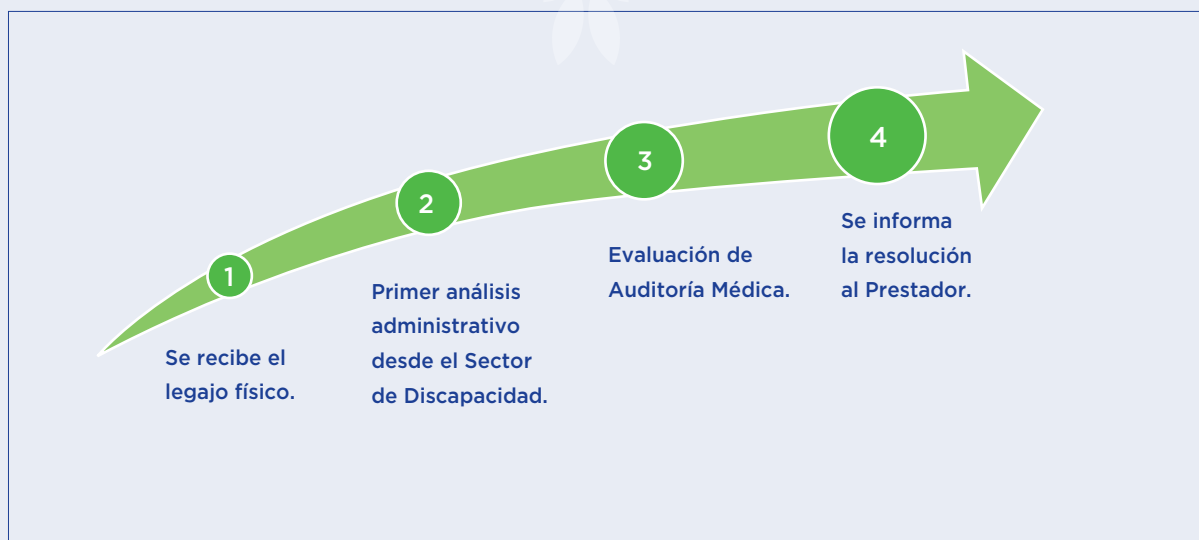 1
Se recibe el
legajo físico.
2
Primer análisis
administrativo
desde el Sector
de Discapacidad.
3
Evaluación de
Auditoría Médica.
4
Se informa
la resolución
al Prestador.